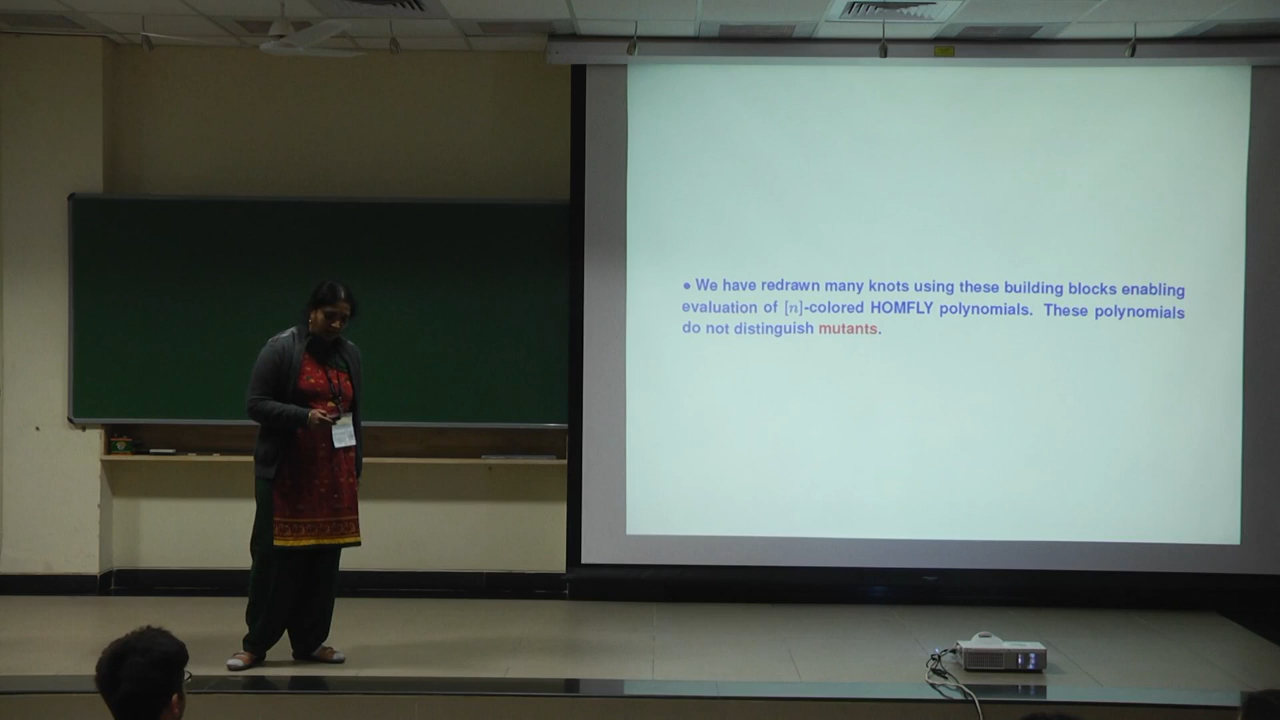 • We have redrawn many knots using these building blocks enabling
evaluation of [n]-colored HOMFLY polynomials. These polynomials
do not distinguish mutants.